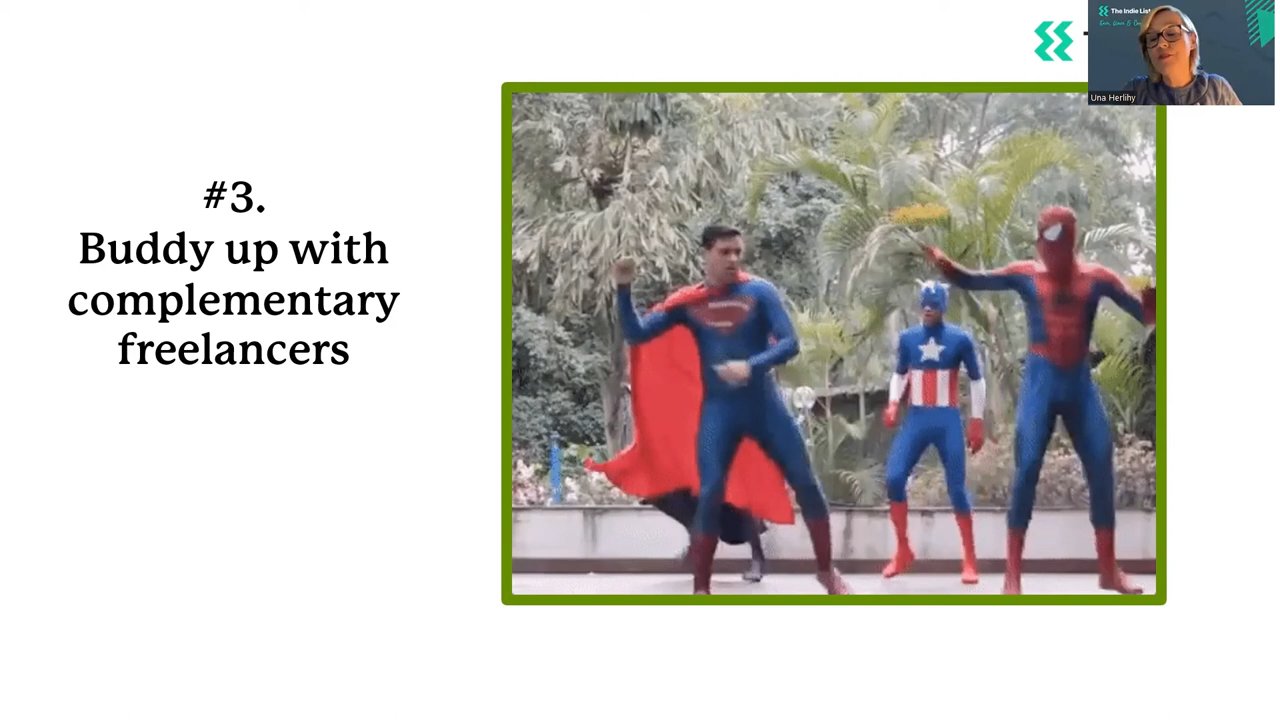 #3.
Buddy up with
complementary
freelancers
The Indie List
Una Herlihy